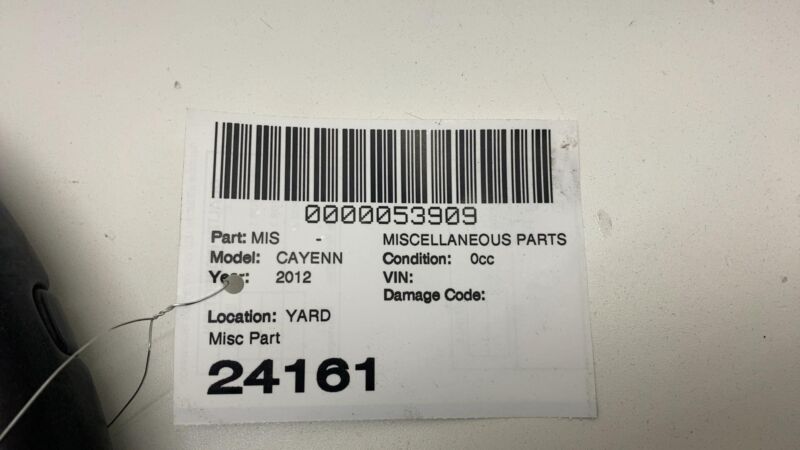 0000053909
Part: MIS - MISCELLANEOUS PARTS
Model: CAYENN Condition: 0cc
Year: 2012 VIN:
Damage Code:
Location: YARD
Misc Part
24161